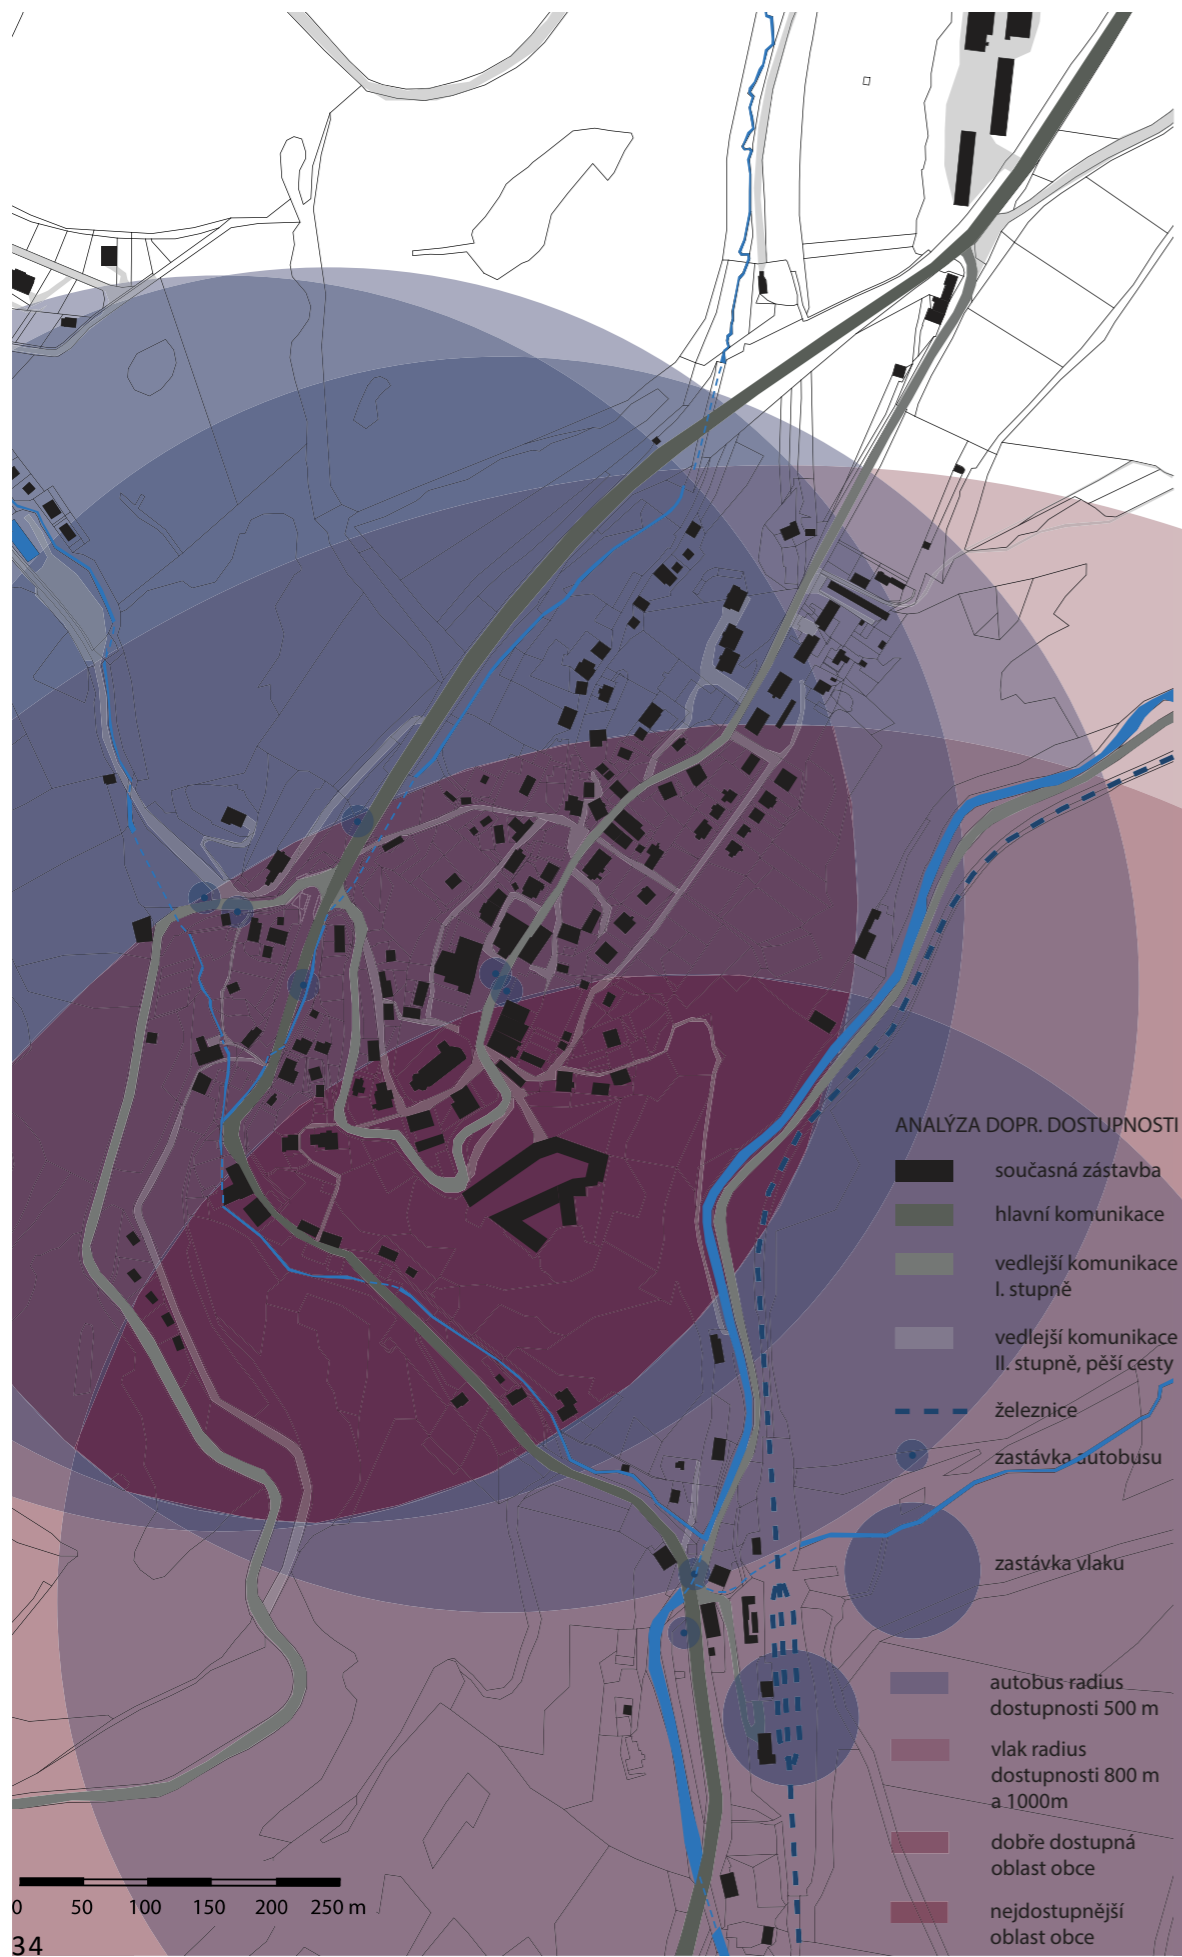 ANALÝZA DOPR. DOSTUPNOSTI
současná zástavba
hlavní komunikace
vedlejší komunikace
I. stupně
vedlejší komunikace
II. stupně, pěší cesty
železnice
zastávka autobusu
zastávka vlaku
autobus radius
dostupnosti 500 m
vlak radius
dostupnosti 800 m
a 1000m
dobře dostupná
oblast obce
nejdostupnější
oblast obce
0 50 100 150 200 250 m
34